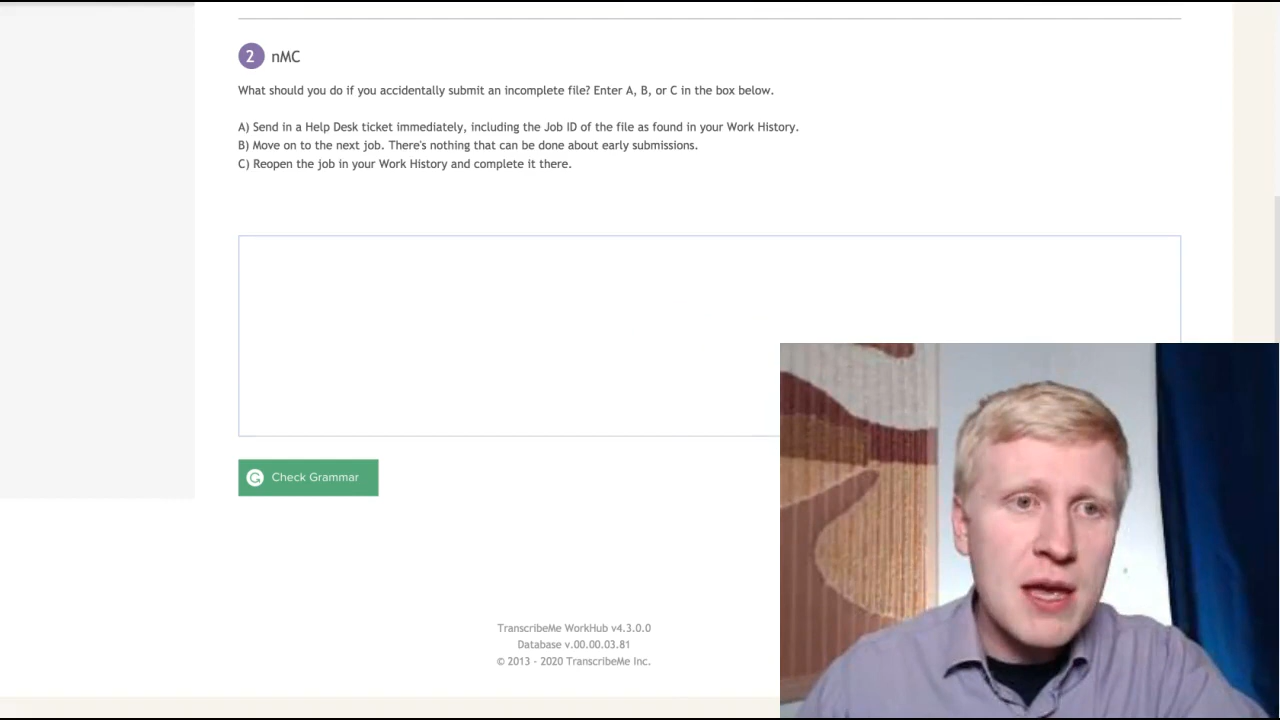 2 nMC
What should you do if you accidentally submit an incomplete file? Enter A, B, or C in the box below.
A) Send in a Help Desk ticket immediately, including the Job ID of the file as found in your Work History.
B) Move on to the next job. There's nothing that can be done about early submissions.
C) Reopen the job in your Work History and complete it there.
Check Grammar
TranscribeMe WorkHub v4.3.0.0
Database v.00.00.03.81
© 2013 - 2020 TranscribeMe Inc.